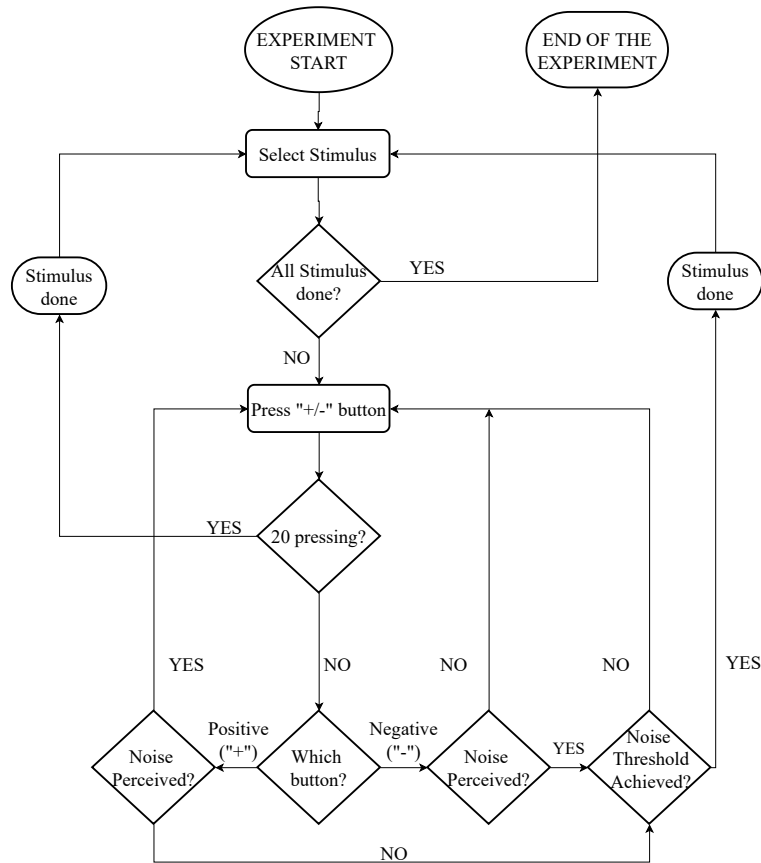 EXPERIMENT
START
END OF THE
EXPERIMENT
Select Stimulus
All Stimulus
done?
YES
Stimulus
done
Stimulus
done
NO
Press "+/-" button
YES
20 pressing?
YES
NO
NO
NO
YES
Noise
Perceived?
Positive
("+")
Which
button?
Negative
("-")
Noise
Perceived?
YES
Noise
Threshold
Achieved?
NO